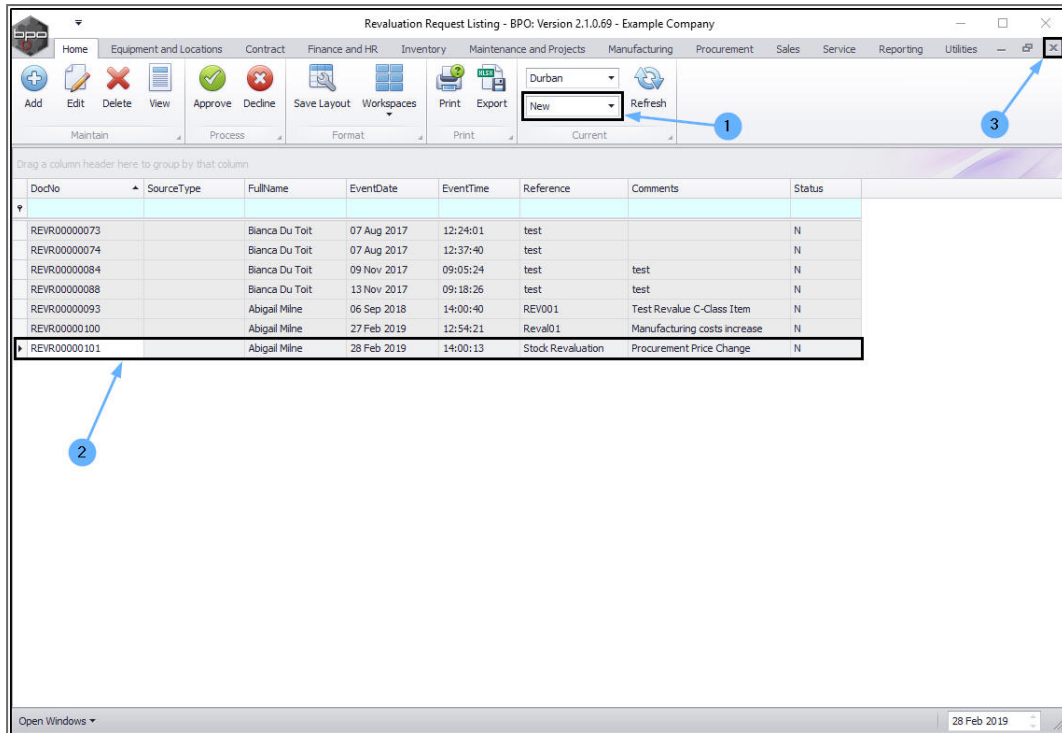 bpo
Revaluation Request Listing - BPO: Version 2.1.0.69 - Example Company
Home Equipment and Locations Contract Finance and HR Inventory Maintenance and Projects Manufacturing Procurement Sales Service Reporting Utilities
Durban
Add Edit Delete View Approve Decline Save Layout Workspaces Print Export New Refresh
XLSX
1
3
Maintain Process Format Print Current
Drag a column header here to group by that column
DocNo SourceType FullName EventDate EventTime Reference Comments Status
REVR00000073 Bianca Du Toit 07 Aug 2017 12:24:01 test N
REVR00000074 Bianca Du Toit 07 Aug 2017 12:37:40 test N
REVR00000084 Bianca Du Toit 09 Nov 2017 09:05:24 test test N
REVR00000088 Bianca Du Toit 13 Nov 2017 09:18:26 test test N
REVR00000093 Abigail Milne 06 Sep 2018 14:00:40 REV001 Test Revalue C-Class Item N
REVR00000100 Abigail Milne 27 Feb 2019 12:54:21 Reval01 Manufacturing costs increase N
REVR00000101 Abigail Milne 28 Feb 2019 14:00:13 Stock Revaluation Procurement Price Change N
2
Open Windows 28 Feb 2019